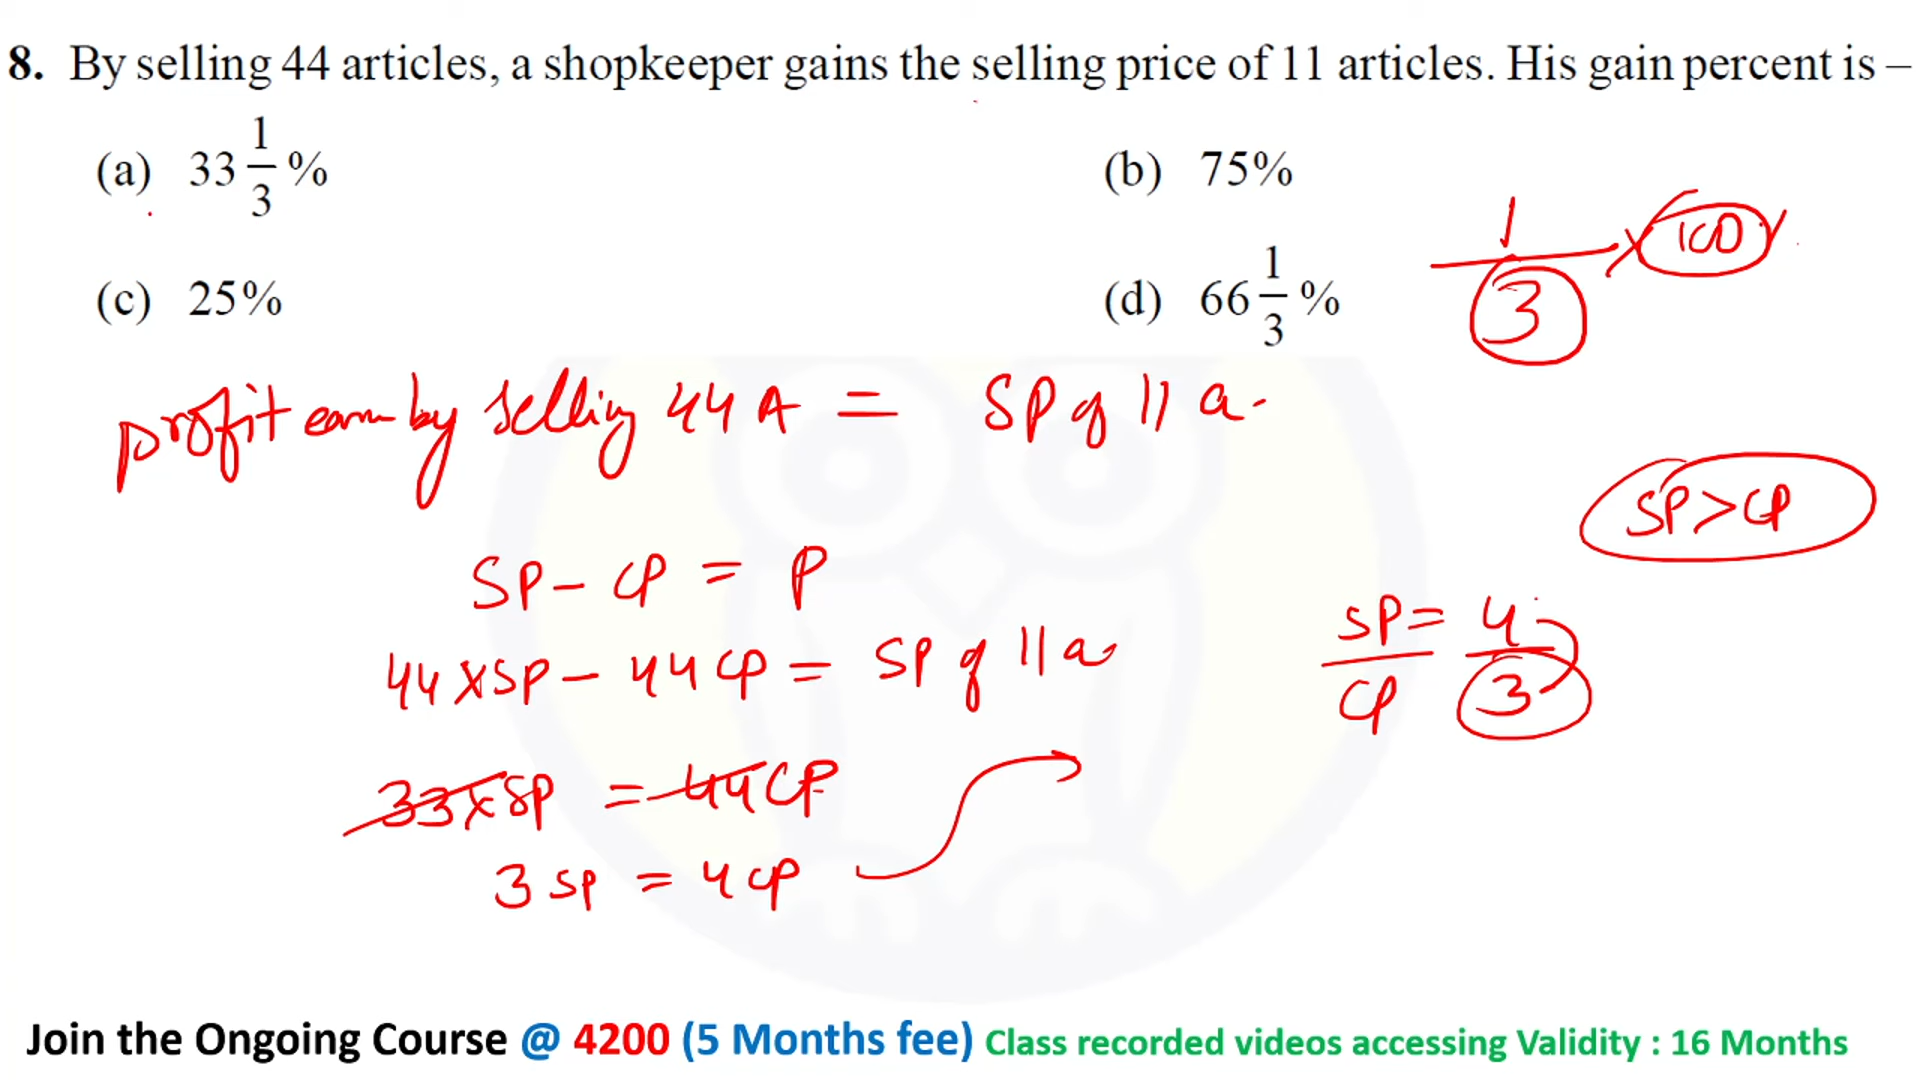 8. By selling 44 articles, a shopkeeper gains the selling price of 11 articles. His gain percent is –
(a) 33 1/3 %
(b) 75%
(c) 25%
(d) 66 1/3 %
1/3 × 100
profit earn by selling 44 A = SP of 11 a.
SP > CP
SP - CP = P
SP/CP = 4/3
44 x SP - 44 CP = SP of 11 a
33 x SP = 44 CP
3 SP = 4 CP
Join the Ongoing Course @ 4200 (5 Months fee) Class recorded videos accessing Validity : 16 Months